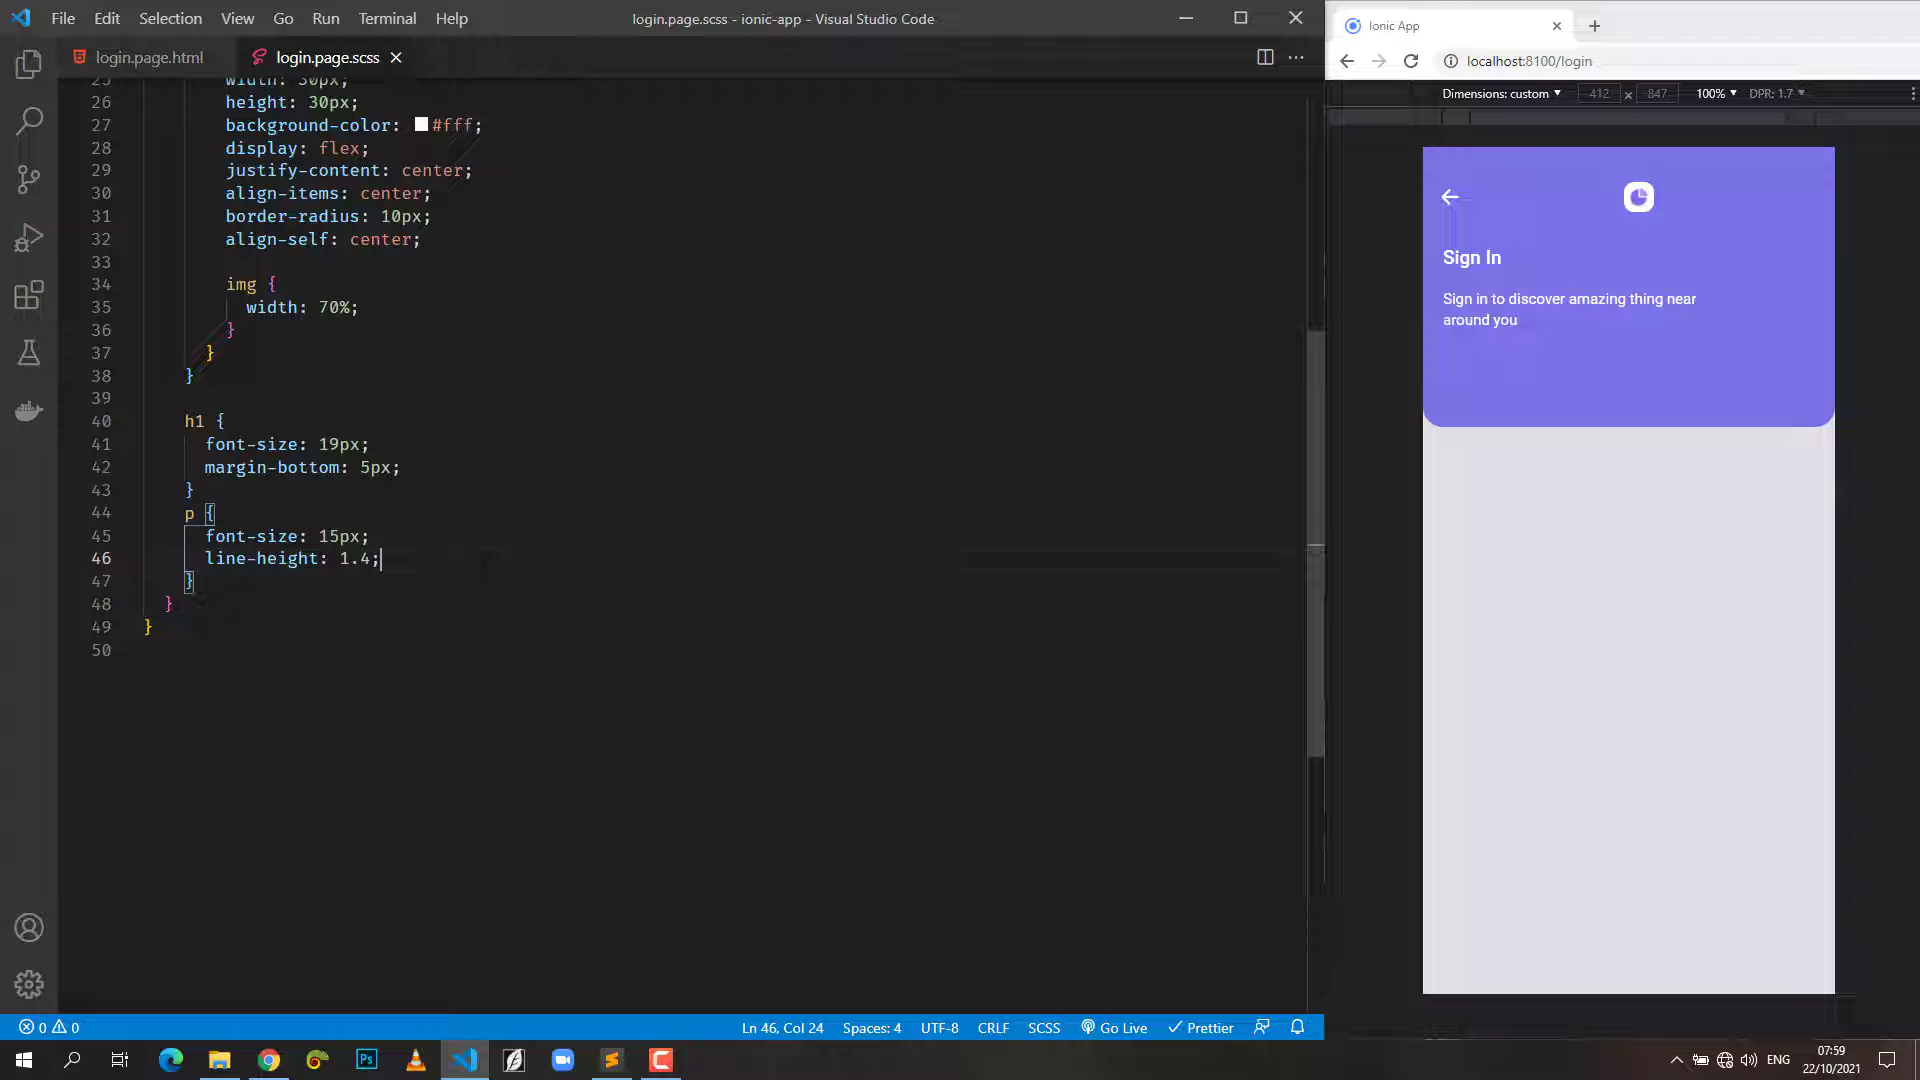 File Edit Selection View Go Run Terminal Help
login.page.scss - ionic-app - Visual Studio Code
login.page.html
login.page.scss
25 width: 30px;
26 height: 30px;
27 background-color: #fff;
28 display: flex;
29 justify-content: center;
30 align-items: center;
31 border-radius: 10px;
32 align-self: center;
33
34 img {
35 width: 70%;
36 }
37 }
38 }
39
40 h1 {
41 font-size: 19px;
42 margin-bottom: 5px;
43 }
44 p {
45 font-size: 15px;
46 line-height: 1.4;
47 }
48 }
49 }
50
0 0
Ln 46, Col 24 Spaces: 4 UTF-8 CRLF SCSS Go Live Prettier
Ionic App
localhost:8100/login
Dimensions: custom 412 x 847 100% DPR: 1.7
Sign In
Sign in to discover amazing thing near
around you
Ps
ENG
07:59
22/10/2021